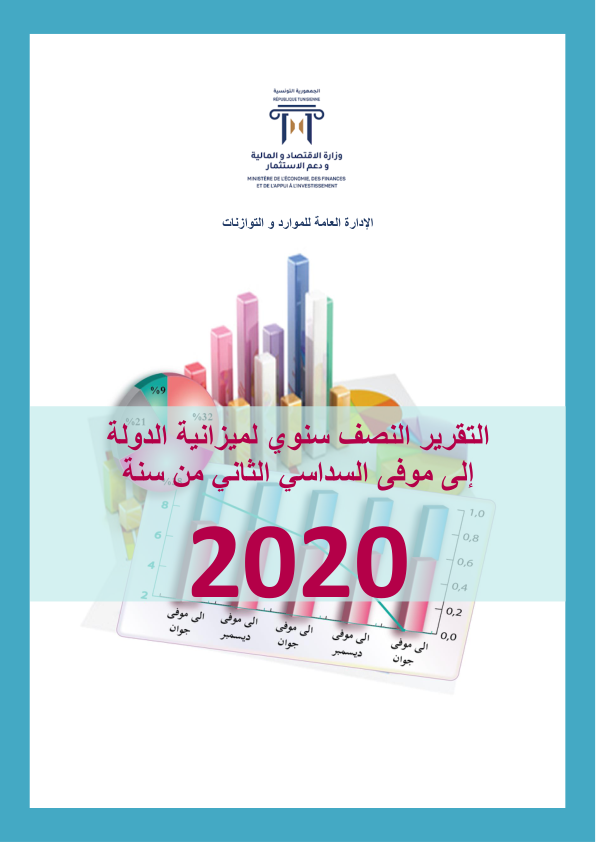 الجمهورية التونسية
RÉPUBLIQUE TUNISIENNE
وزارة الاقتصاد و المالية
و دعم الاستثمار
MINISTÈRE DE L'ÉCONOMIE, DES FINANCES
ET DE L'APPUI À L'INVESTISSEMENT
الإدارة العامة للموارد و التوازنات
%9
%32
%21
التقرير النصف سنوي لميزانية الدولة
إلى موفى السداسي الثاني من سنة
2020
8
4
2
1,0
0,8
0,6
0,4
0,2
0,0
الى موفى جوان
الى موفى ديسمبر
الى موفى جوان
الى موفى ديسمبر
الى موفى جوان